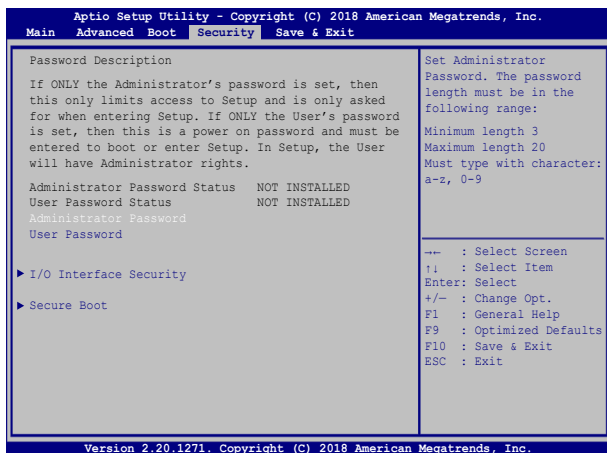 Aptio Setup Utility - Copyright (C) 2018 American Megatrends, Inc.
Main Advanced Boot Security Save & Exit
Password Description
If ONLY the Administrator's password is set, then
this only limits access to Setup and is only asked
for when entering Setup. If ONLY the User's password
is set, then this is a power on password and must be
entered to boot or enter Setup. In Setup, the User
will have Administrator rights.
Administrator Password Status NOT INSTALLED
User Password Status NOT INSTALLED
Administrator Password
User Password
I/O Interface Security
Secure Boot
Set Administrator
Password. The password
length must be in the
following range:
Minimum length 3
Maximum length 20
Must type with character:
a-z, 0-9
→← : Select Screen
↑↓ : Select Item
Enter: Select
+/— : Change Opt.
F1 : General Help
F9 : Optimized Defaults
F10 : Save & Exit
ESC : Exit
Version 2.20.1271. Copyright (C) 2018 American Megatrends, Inc.